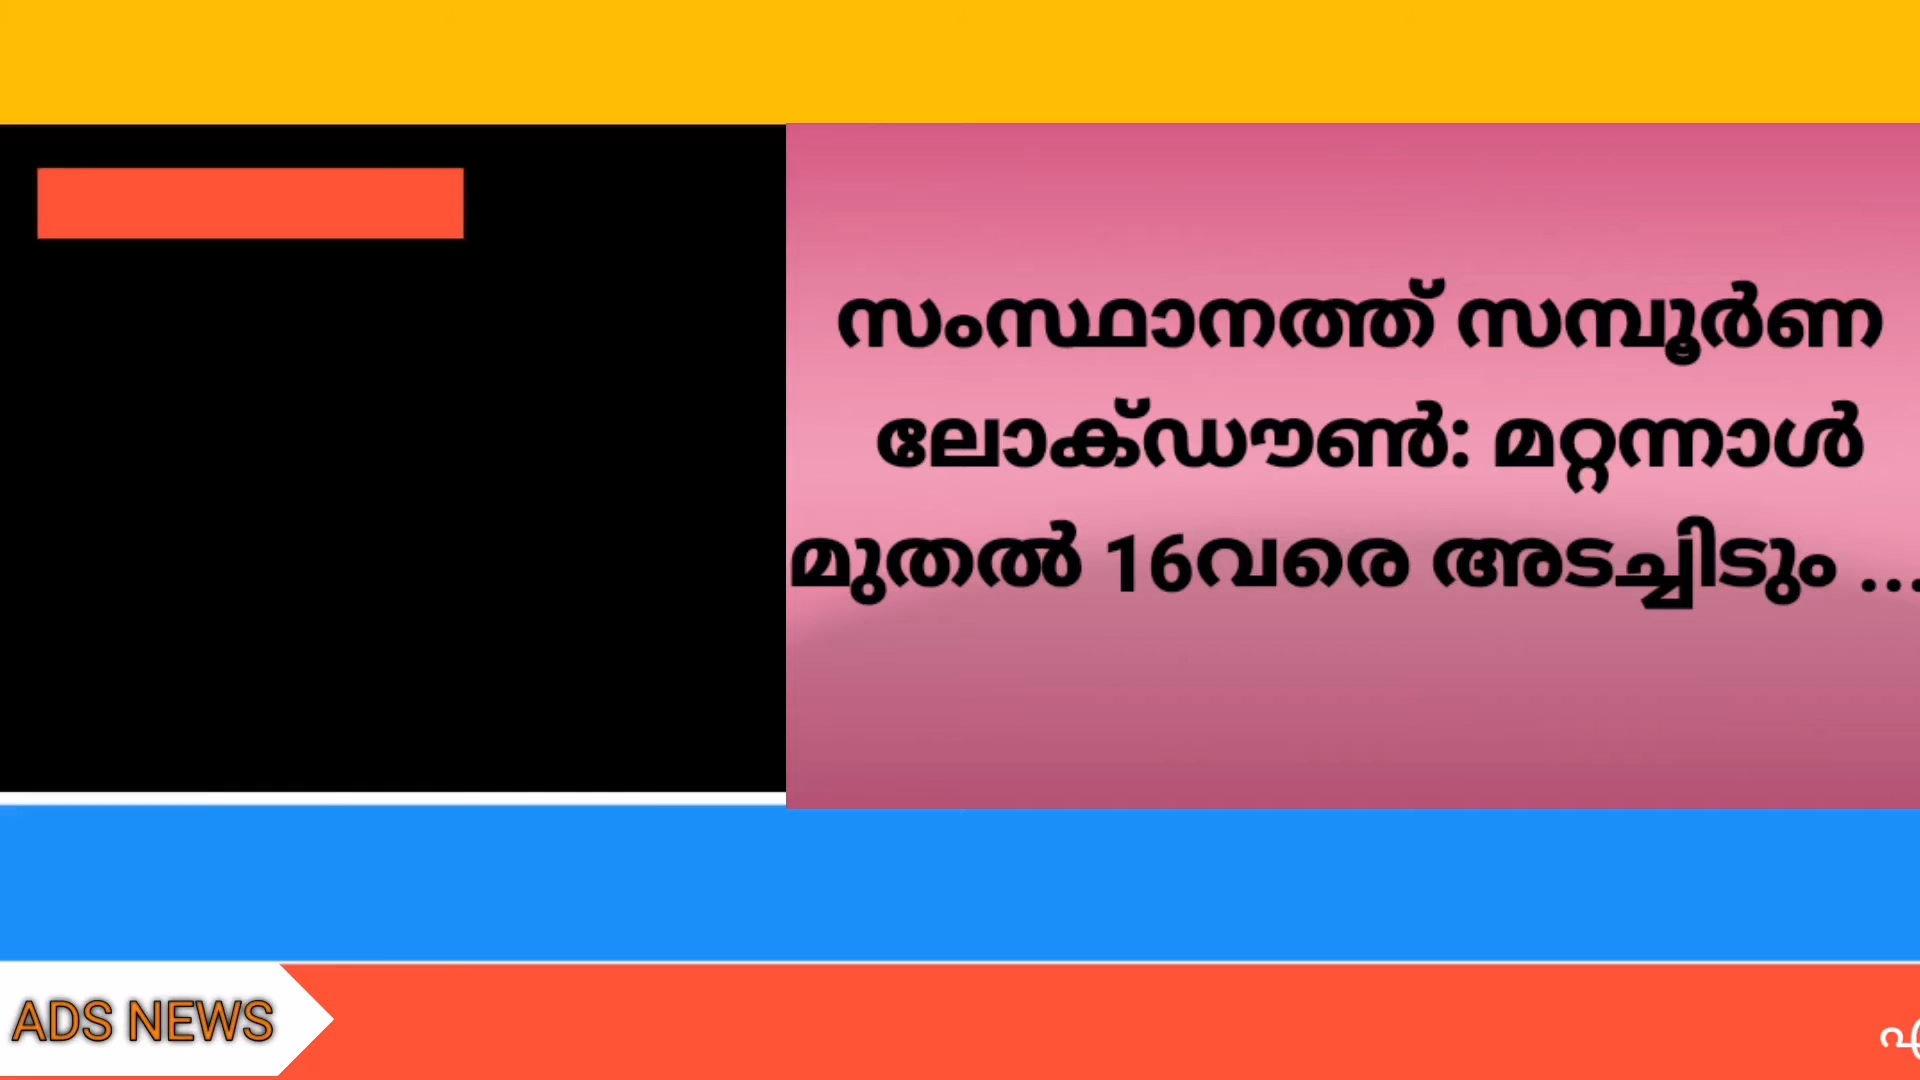 സംസ്ഥാനത്ത് സമ്പൂർണ
ലോക്ഡൗൺ: മറ്റന്നാൾ
മുതൽ 16വരെ അടച്ചിടും ...
ADS NEWS